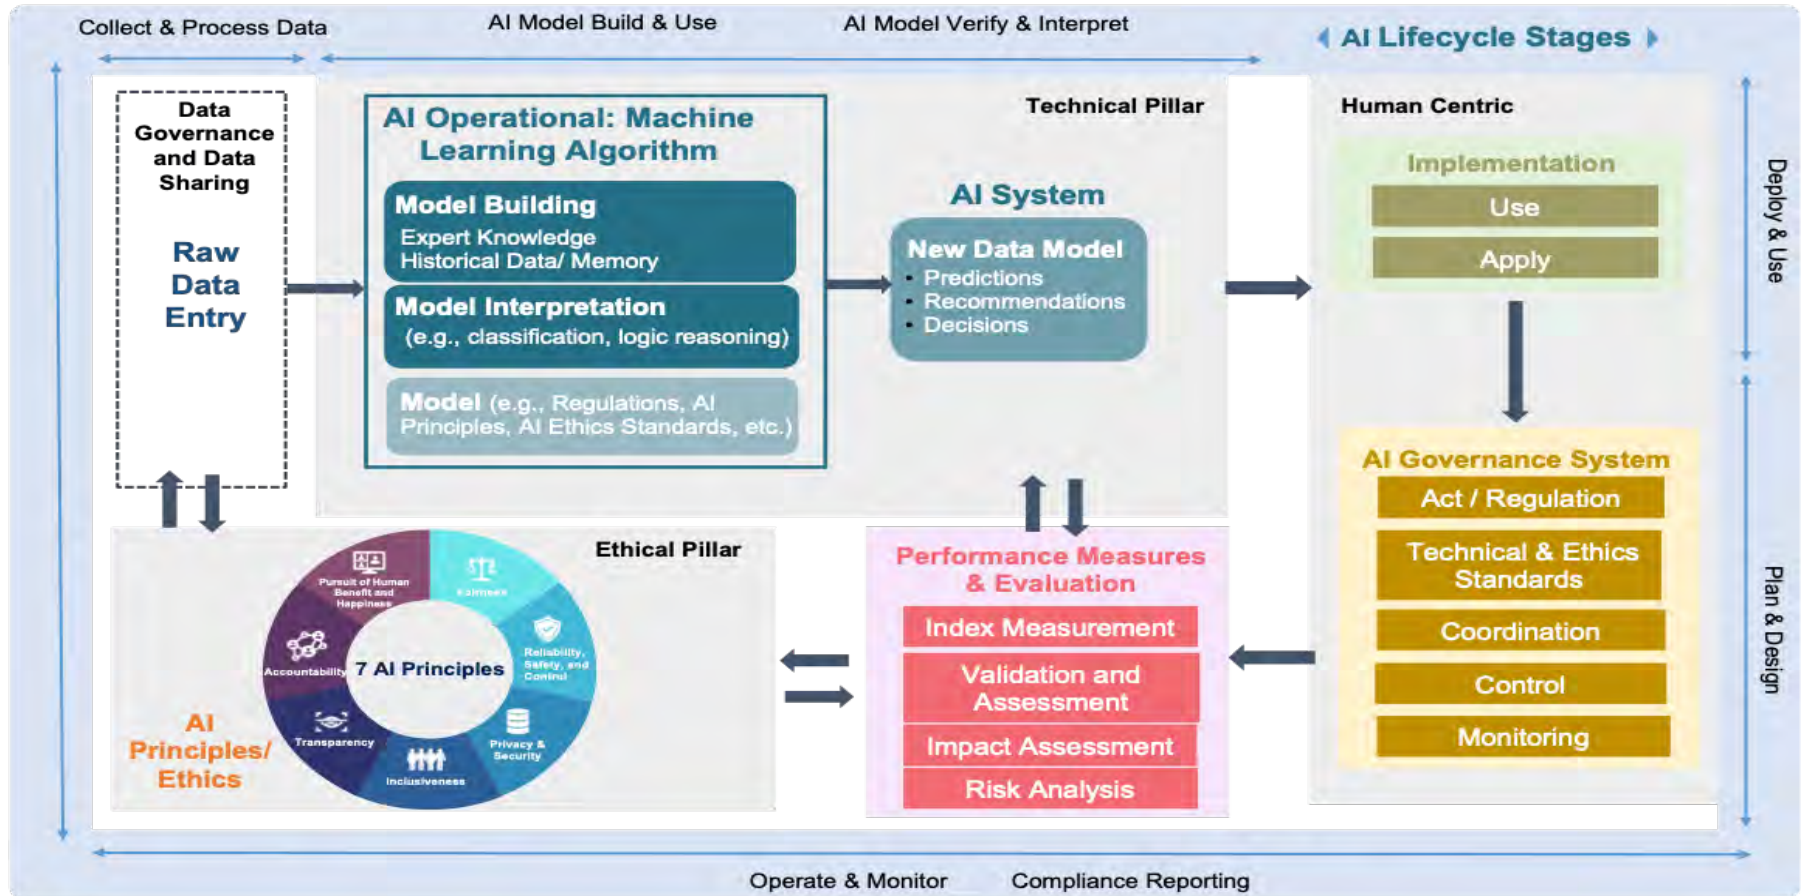 Collect & Process Data
AI Model Build & Use
AI Model Verify & Interpret
AI Lifecycle Stages
Data
Governance
and Data
Sharing
Raw
Data
Entry
AI Operational: Machine
Learning Algorithm
Model Building
Expert Knowledge
Historical Data/ Memory
Model Interpretation
(e.g., classification, logic reasoning)
Model (e.g., Regulations, AI
Principles, AI Ethics Standards, etc.)
Technical Pillar
AI System
New Data Model
• Predictions
• Recommendations
• Decisions
Human Centric
Implementation
Use
Apply
Deploy & Use
AI Governance System
Act / Regulation
Technical & Ethics
Standards
Coordination
Control
Monitoring
Plan & Design
Ethical Pillar
AI
Principles/
Ethics
7 AI Principles
Pursuit of Human
Benefit and
Happiness
Fairness
Reliability,
Safety, and
Control
Privacy &
Security
Inclusiveness
Transparency
Accountability
Performance Measures
& Evaluation
Index Measurement
Validation and
Assessment
Impact Assessment
Risk Analysis
Operate & Monitor
Compliance Reporting